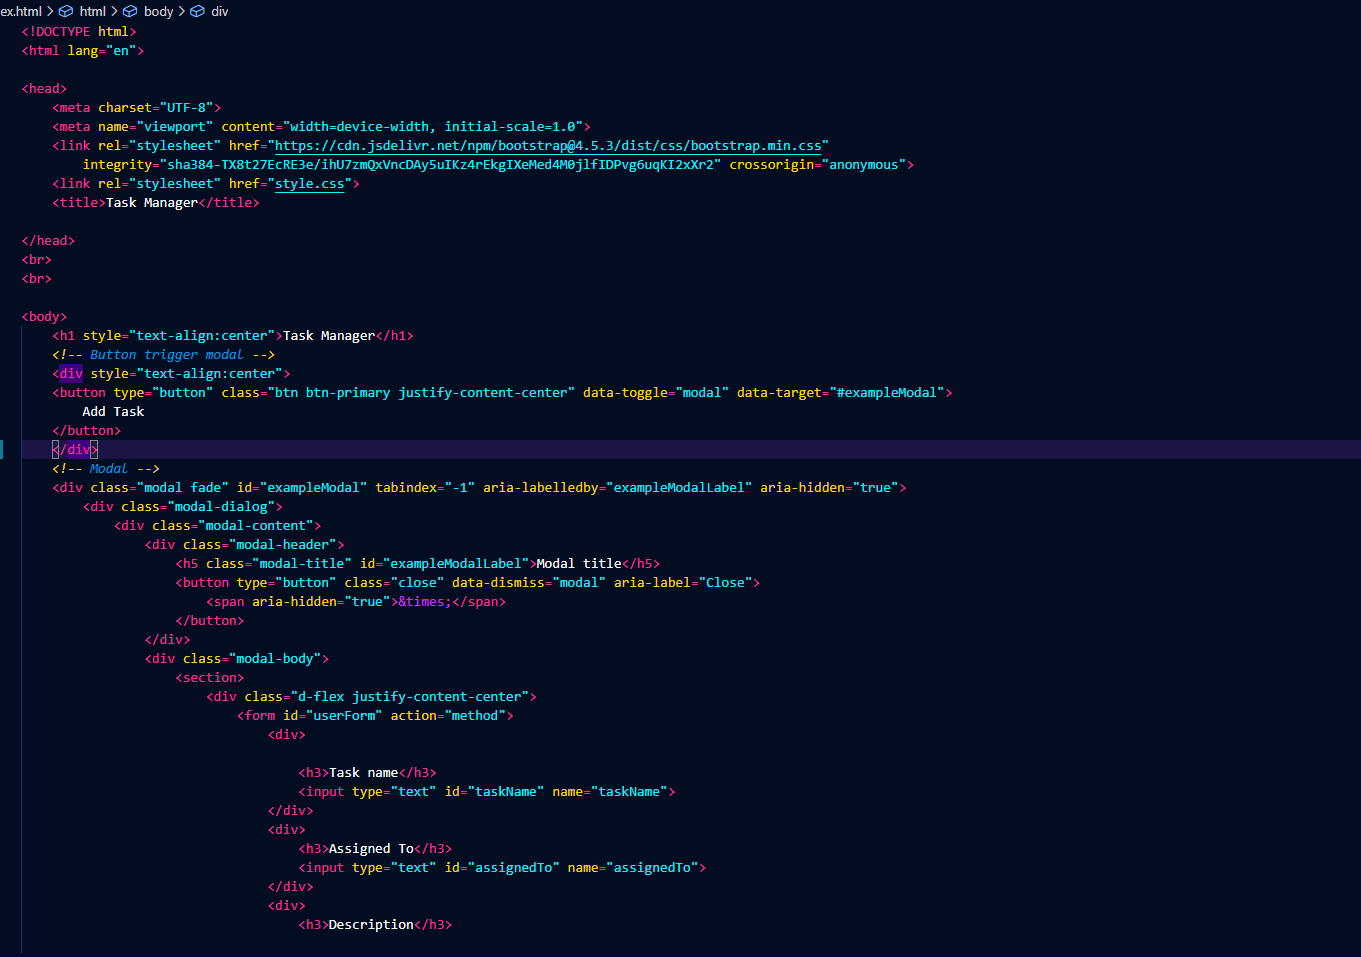 ex.html > html > body > div
<!DOCTYPE html>
<html lang="en">
<head>
<meta charset="UTF-8">
<meta name="viewport" content="width=device-width, initial-scale=1.0">
<link rel="stylesheet" href="https://cdn.jsdelivr.net/npm/bootstrap@4.5.3/dist/css/bootstrap.min.css"
integrity="sha384-TX8t27EcRE3e/ihU7zmQxVncDAy5uIKz4rEkgIXeMed4M0jlfIDPvg6uqKI2xXr2" crossorigin="anonymous">
<link rel="stylesheet" href="style.css">
<title>Task Manager</title>
</head>
<br>
<br>
<body>
<h1 style="text-align:center">Task Manager</h1>
<!-- Button trigger modal -->
<div style="text-align:center">
<button type="button" class="btn btn-primary justify-content-center" data-toggle="modal" data-target="#exampleModal">
Add Task
</button>
</div>
<!-- Modal -->
<div class="modal fade" id="exampleModal" tabindex="-1" aria-labelledby="exampleModalLabel" aria-hidden="true">
<div class="modal-dialog">
<div class="modal-content">
<div class="modal-header">
<h5 class="modal-title" id="exampleModalLabel">Modal title</h5>
<button type="button" class="close" data-dismiss="modal" aria-label="Close">
<span aria-hidden="true">&times;</span>
</button>
</div>
<div class="modal-body">
<section>
<div class="d-flex justify-content-center">
<form id="userForm" action="method">
<div>
<h3>Task name</h3>
<input type="text" id="taskName" name="taskName">
</div>
<div>
<h3>Assigned To</h3>
<input type="text" id="assignedTo" name="assignedTo">
</div>
<div>
<h3>Description</h3>